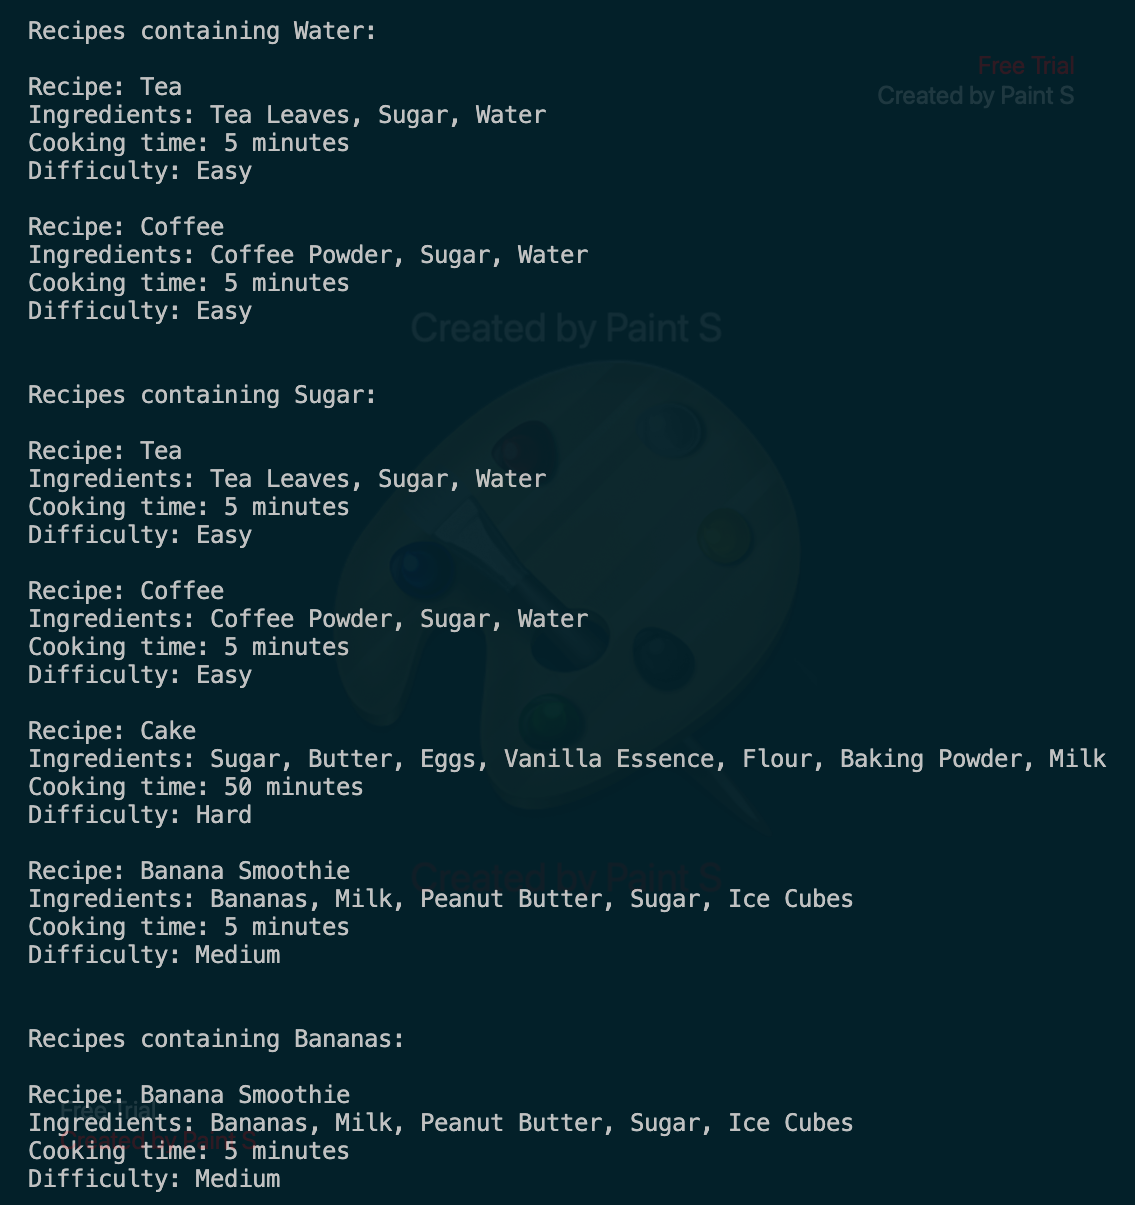 Recipes containing Water:
Free Trial
Created by Paint S
Recipe: Tea
Ingredients: Tea Leaves, Sugar, Water
Cooking time: 5 minutes
Difficulty: Easy
Recipe: Coffee
Ingredients: Coffee Powder, Sugar, Water
Cooking time: 5 minutes
Difficulty: Easy
Created by Paint S
Recipes containing Sugar:
Recipe: Tea
Ingredients: Tea Leaves, Sugar, Water
Cooking time: 5 minutes
Difficulty: Easy
Recipe: Coffee
Ingredients: Coffee Powder, Sugar, Water
Cooking time: 5 minutes
Difficulty: Easy
Recipe: Cake
Ingredients: Sugar, Butter, Eggs, Vanilla Essence, Flour, Baking Powder, Milk
Cooking time: 50 minutes
Difficulty: Hard
Recipe: Banana Smoothie
Created by Paint S
Ingredients: Bananas, Milk, Peanut Butter, Sugar, Ice Cubes
Cooking time: 5 minutes
Difficulty: Medium
Recipes containing Bananas:
Recipe: Banana Smoothie
Free Trial
Ingredients: Bananas, Milk, Peanut Butter, Sugar, Ice Cubes
Created by Paint S
Cooking time: 5 minutes
Difficulty: Medium